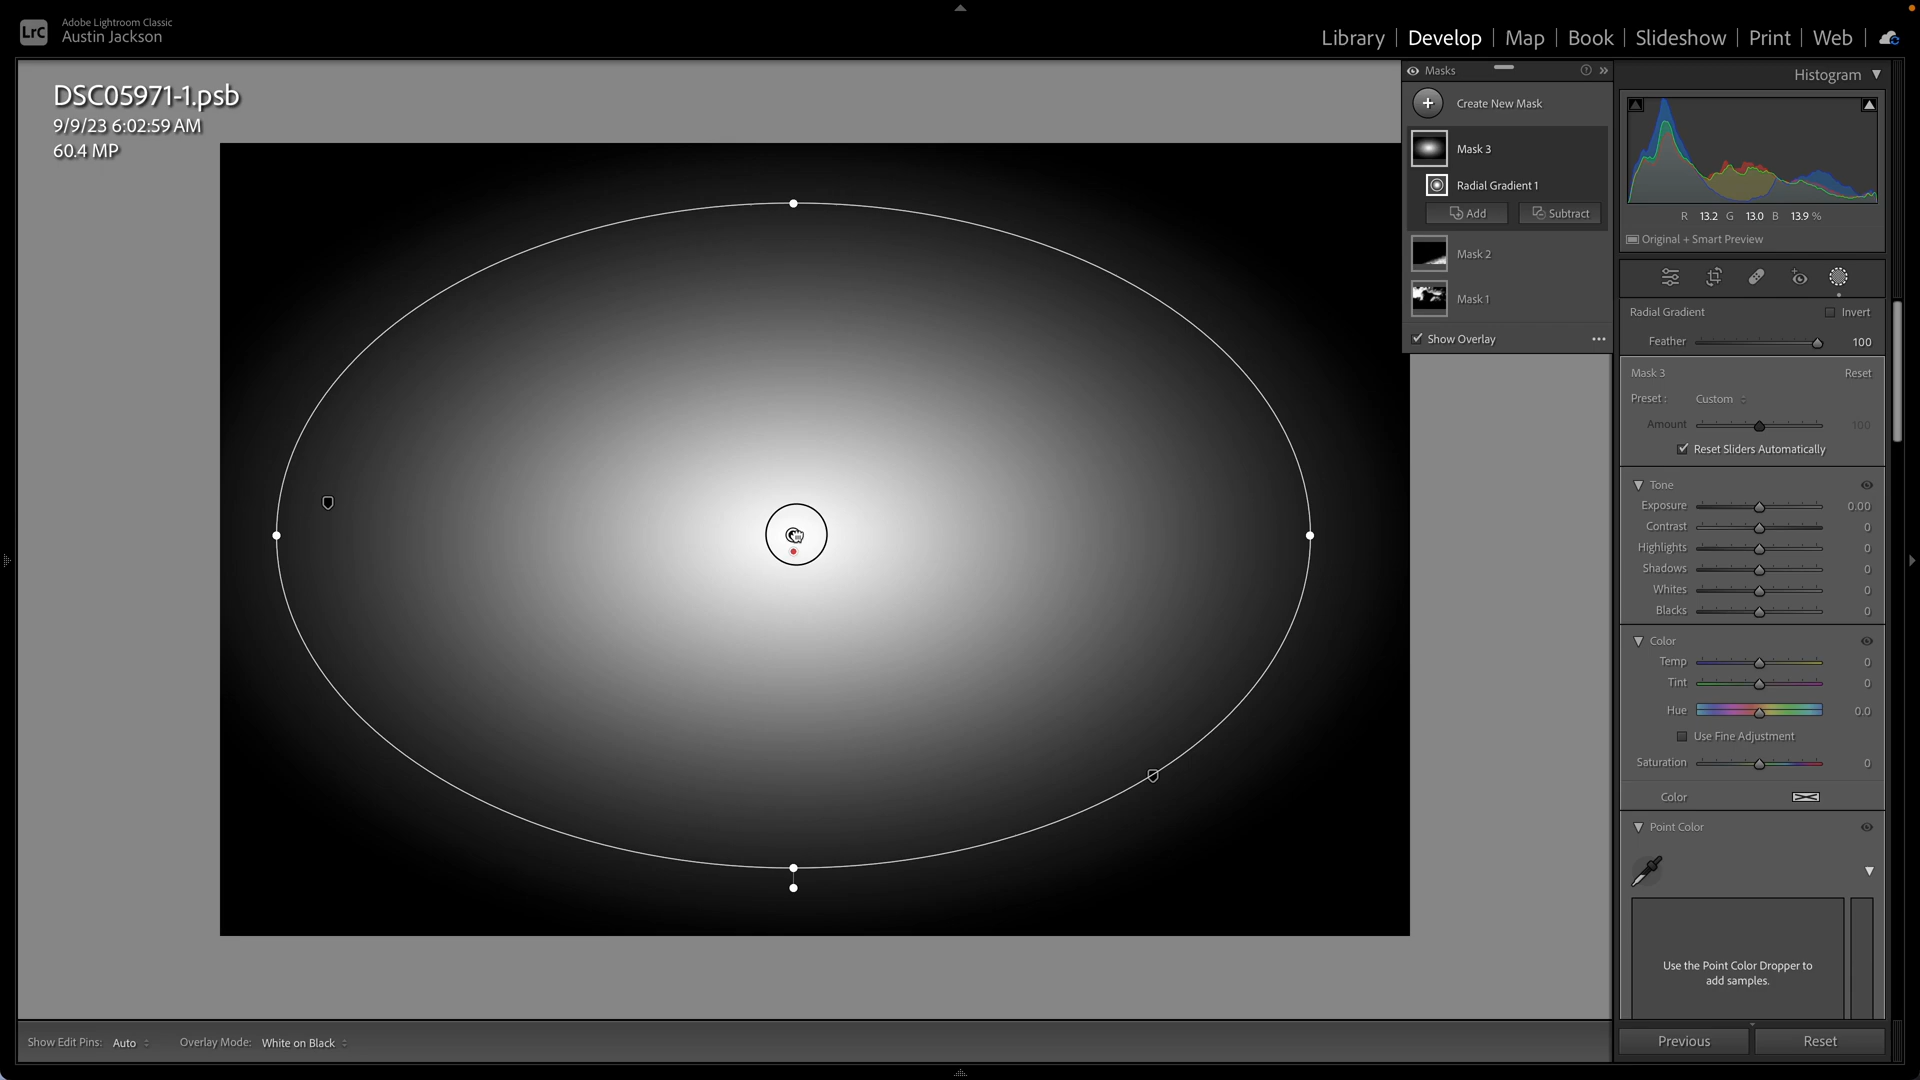 LrC
Adobe Lightroom Classic
Austin Jackson
Library Develop Map Book Slideshow Print Web
DSC05971-1.psb
9/9/23 6:02:59 AM
60.4 MP
Masks
Create New Mask
Mask 3
Radial Gradient 1
Add Subtract
Mask 2
Mask 1
Show Overlay
Histogram
R 13.2 G 13.0 B 13.9 %
Original + Smart Preview
Radial Gradient Invert
Feather 100
Mask 3 Reset
Preset: Custom
Amount 100
Reset Sliders Automatically
Tone
Exposure 0.00
Contrast 0
Highlights 0
Shadows 0
Whites 0
Blacks 0
Color
Temp 0
Tint 0
Hue 0.0
Use Fine Adjustment
Saturation 0
Color
Point Color
Use the Point Color Dropper to
add samples.
Show Edit Pins: Auto Overlay Mode: White on Black
Previous Reset